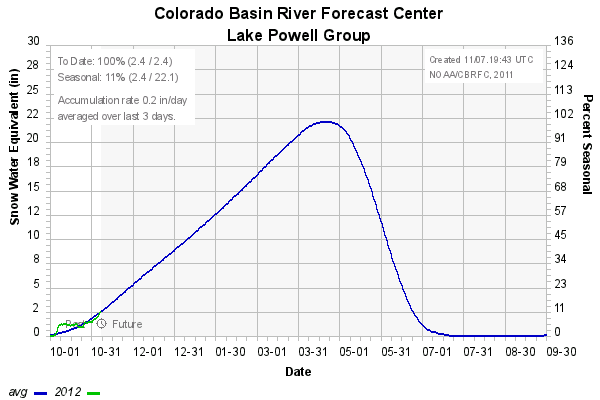 Colorado Basin River Forecast Center
Lake Powell Group
To Date: 100% (2.4 / 2.4)
Seasonal: 11% (2.4 / 22.1)
Accumulation rate 0.2 in/day
averaged over last 3 days.
Created 11/07.19:43 UTC
NOAA/CBRFC, 2011
Snow Water Equivalent (in)
30
28
25
22
20
18
15
12
10
8
5
2
0
Percent Seasonal
136
124
113
102
91
79
68
57
45
34
23
11
0
Past
Future
10-01 10-31 12-01 12-31 01-30 03-01 03-31 05-01 05-31 07-01 07-31 08-30 09-30
Date
avg 2012